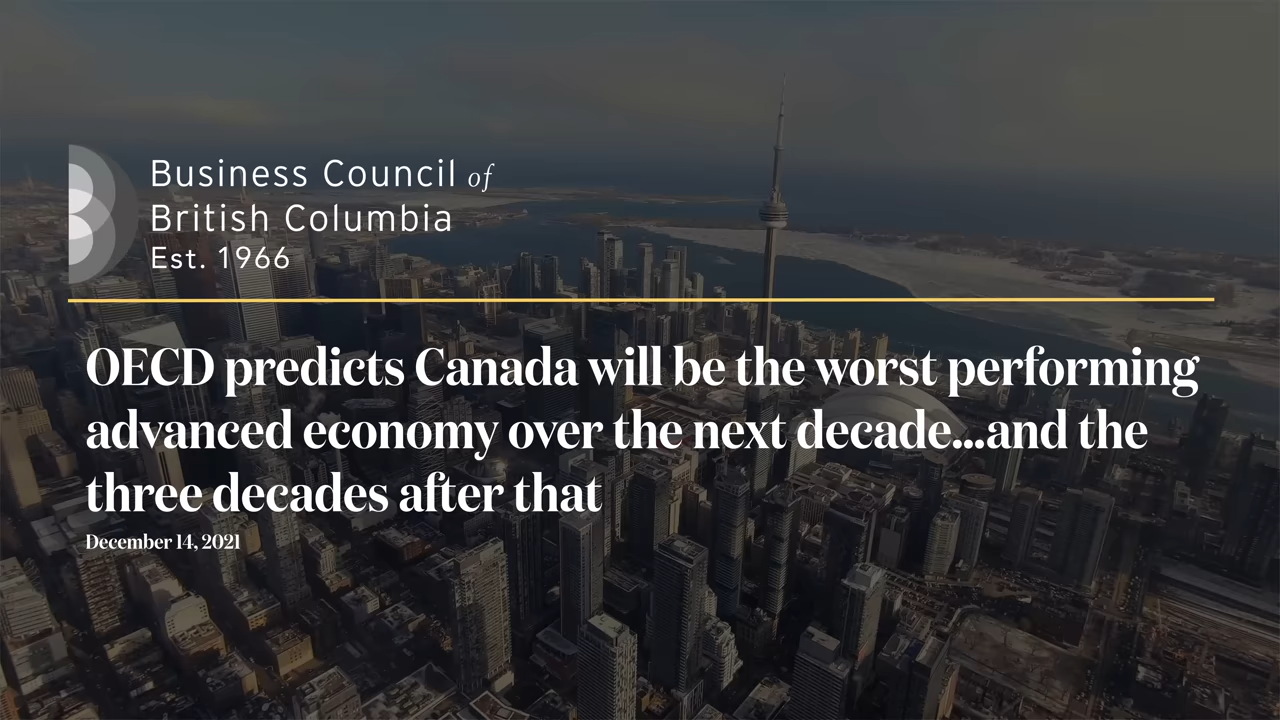 Business Council of
British Columbia
Est. 1966
OECD predicts Canada will be the worst performing
advanced economy over the next decade...and the
three decades after that
December 14, 2021